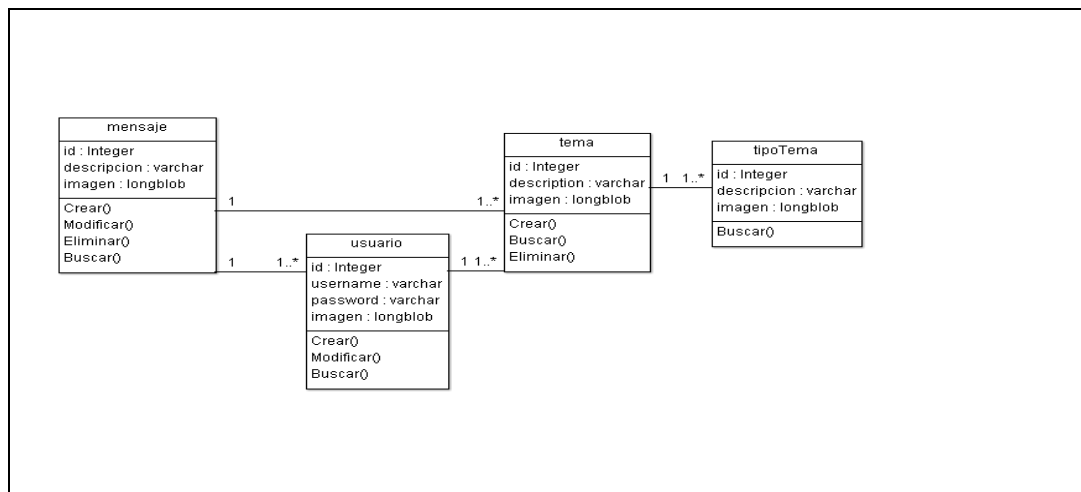 mensaje
id : Integer
descripcion : varchar
imagen : longblob
Crear()
Modificar()
Eliminar()
Buscar()
1
1..*
1
1..*
usuario
id : Integer
username : varchar
password : varchar
imagen : longblob
Crear()
Modificar()
Buscar()
1 1..*
tema
id : Integer
description : varchar
imagen : longblob
Crear()
Buscar()
Eliminar()
1 1..*
tipoTema
id : Integer
descripcion : varchar
imagen : longblob
Buscar()